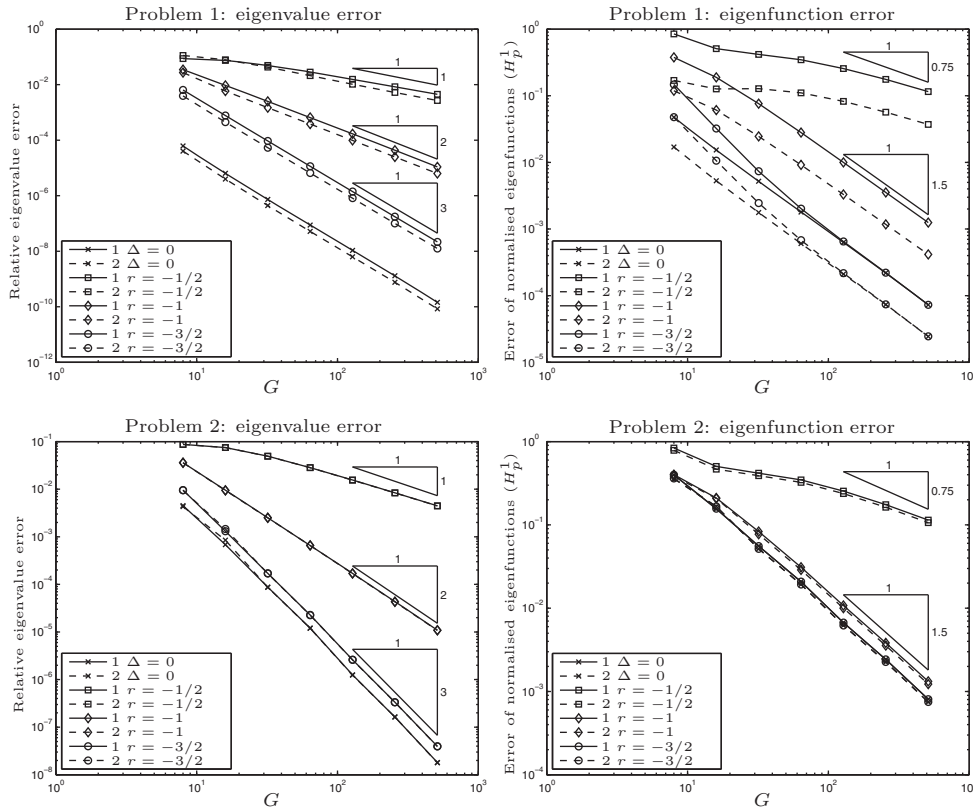 Problem 1: eigenvalue error
Relative eigenvalue error
10^0
10^-2
10^-4
10^-6
10^-8
10^-10
10^-12
1
1
1
2
1
3
1 Δ = 0
2 Δ = 0
1 r = −1/2
2 r = −1/2
1 r = −1
2 r = −1
1 r = −3/2
2 r = −3/2
10^0
10^1
10^2
10^3
G
Problem 1: eigenfunction error
Error of normalised eigenfunctions (H_p^1)
10^0
10^-1
10^-2
10^-3
10^-4
10^-5
1
0.75
1
1.5
1 Δ = 0
2 Δ = 0
1 r = −1/2
2 r = −1/2
1 r = −1
2 r = −1
1 r = −3/2
2 r = −3/2
10^0
10^1
10^2
10^3
G
Problem 2: eigenvalue error
Relative eigenvalue error
10^-1
10^-2
10^-3
10^-4
10^-5
10^-6
10^-7
10^-8
1
1
1
2
1
3
1 Δ = 0
2 Δ = 0
1 r = −1/2
2 r = −1/2
1 r = −1
2 r = −1
1 r = −3/2
2 r = −3/2
10^0
10^1
10^2
10^3
G
Problem 2: eigenfunction error
Error of normalised eigenfunctions (H_p^1)
10^0
10^-1
10^-2
10^-3
10^-4
1
0.75
1
1.5
1 Δ = 0
2 Δ = 0
1 r = −1/2
2 r = −1/2
1 r = −1
2 r = −1
1 r = −3/2
2 r = −3/2
10^0
10^1
10^2
10^3
G